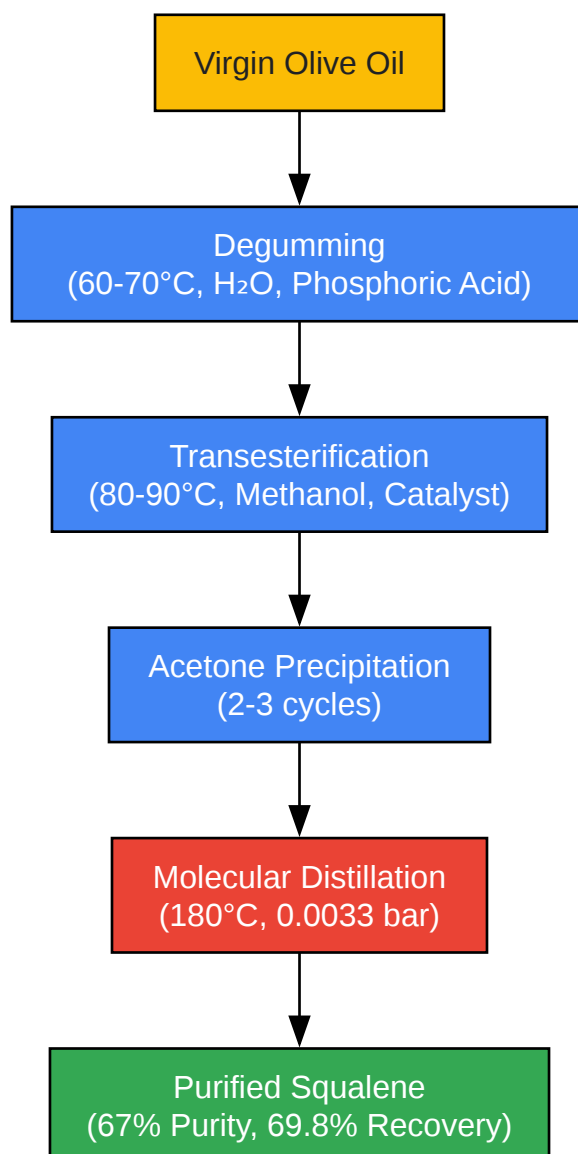 Virgin Olive Oil
Degumming
(60-70°C, H₂O, Phosphoric Acid)
Transesterification
(80-90°C, Methanol, Catalyst)
Acetone Precipitation
(2-3 cycles)
Molecular Distillation
(180°C, 0.0033 bar)
Purified Squalene
(67% Purity, 69.8% Recovery)